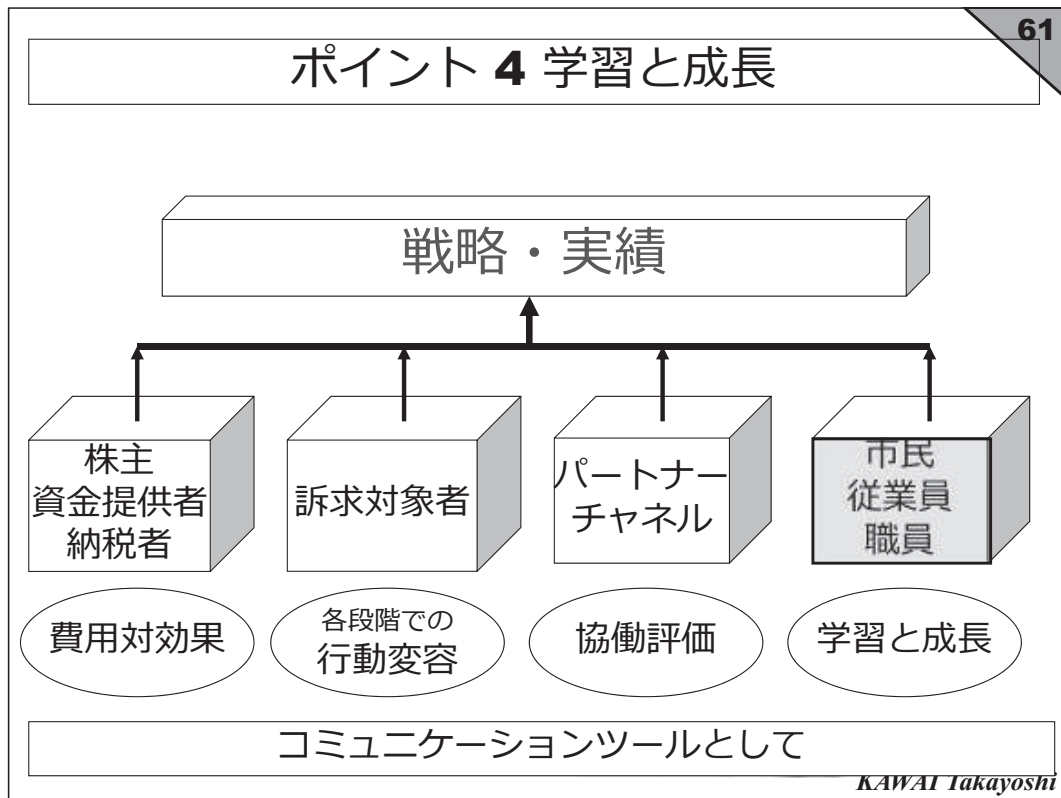 61
ポイント 4 学習と成長
戦略・実績
株主
資金提供者
納税者
訴求対象者
パートナー
チャネル
市民
従業員
職員
費用対効果
各段階での
行動変容
協働評価
学習と成長
コミュニケーションツールとして
KAWAI Takayoshi